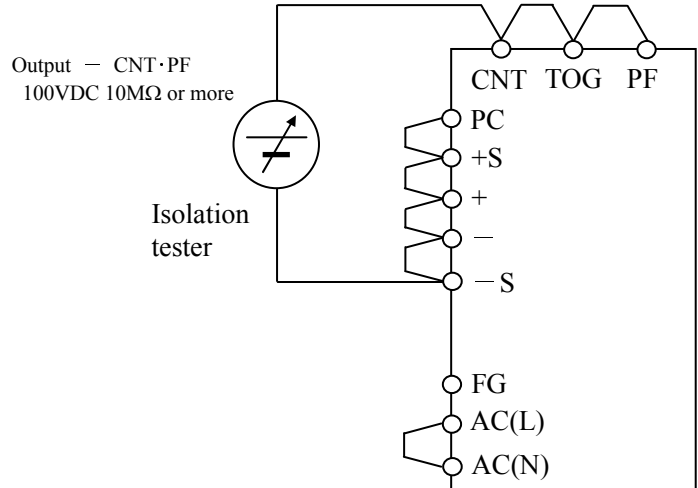 Output － CNT･PF
100VDC 10MΩ or more
Isolation
tester
CNT TOG PF
PC
+S
+
－
－S
FG
AC(L)
AC(N)